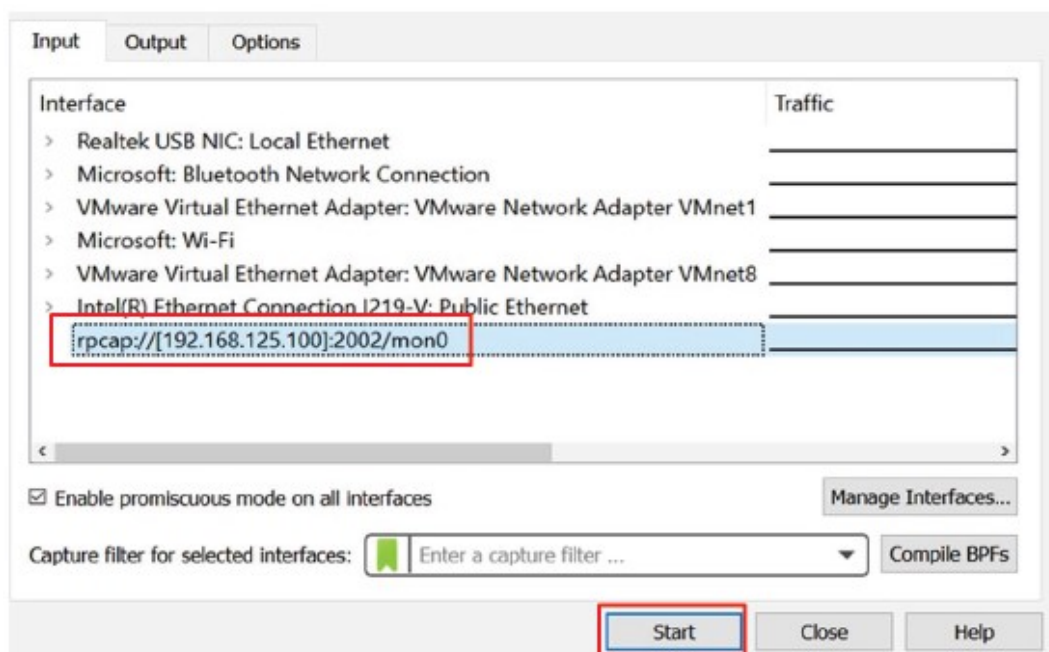 Input Output Options
Interface Traffic
Realtek USB NIC: Local Ethernet
Microsoft: Bluetooth Network Connection
VMware Virtual Ethernet Adapter: VMware Network Adapter VMnet1
Microsoft: Wi-Fi
VMware Virtual Ethernet Adapter: VMware Network Adapter VMnet8
Intel(R) Ethernet Connection I219-V: Public Ethernet
rpcap://[192.168.125.100]:2002/mon0
Enable promiscuous mode on all interfaces Manage Interfaces...
Capture filter for selected interfaces: Enter a capture filter ... Compile BPFs
Start Close Help